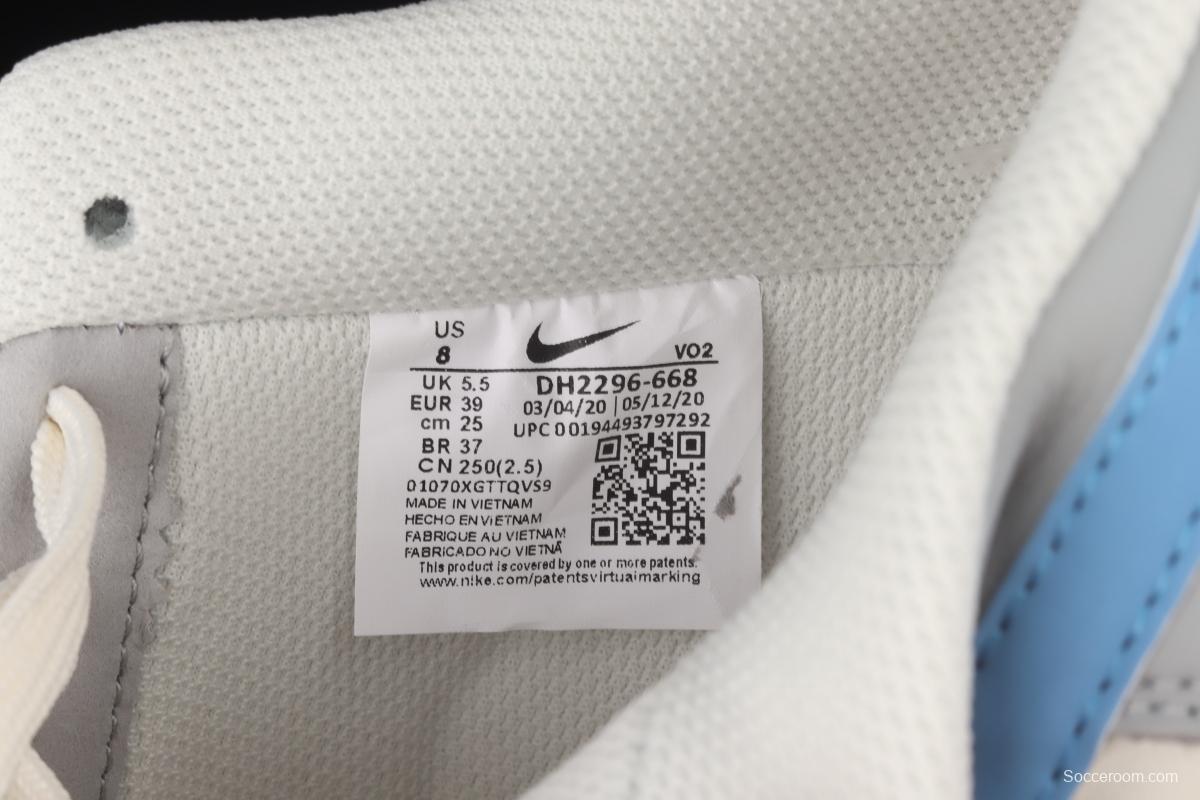 US
8
VO2
UK 5.5
EUR 39
cm 25
BR 37
CN 250(2.5)
DH2296-668
03/04/20 | 05/12/20
UPC 00194493797292
01070XGTTQVS9
MADE IN VIETNAM
HECHO EN VIETNAM
FABRIQUE AU VIETNAM
FABRICADO NO VIETNÃ
This product is covered by one or more patents.
www.nike.com/patentsvirtuaimarking
Socceroom.com